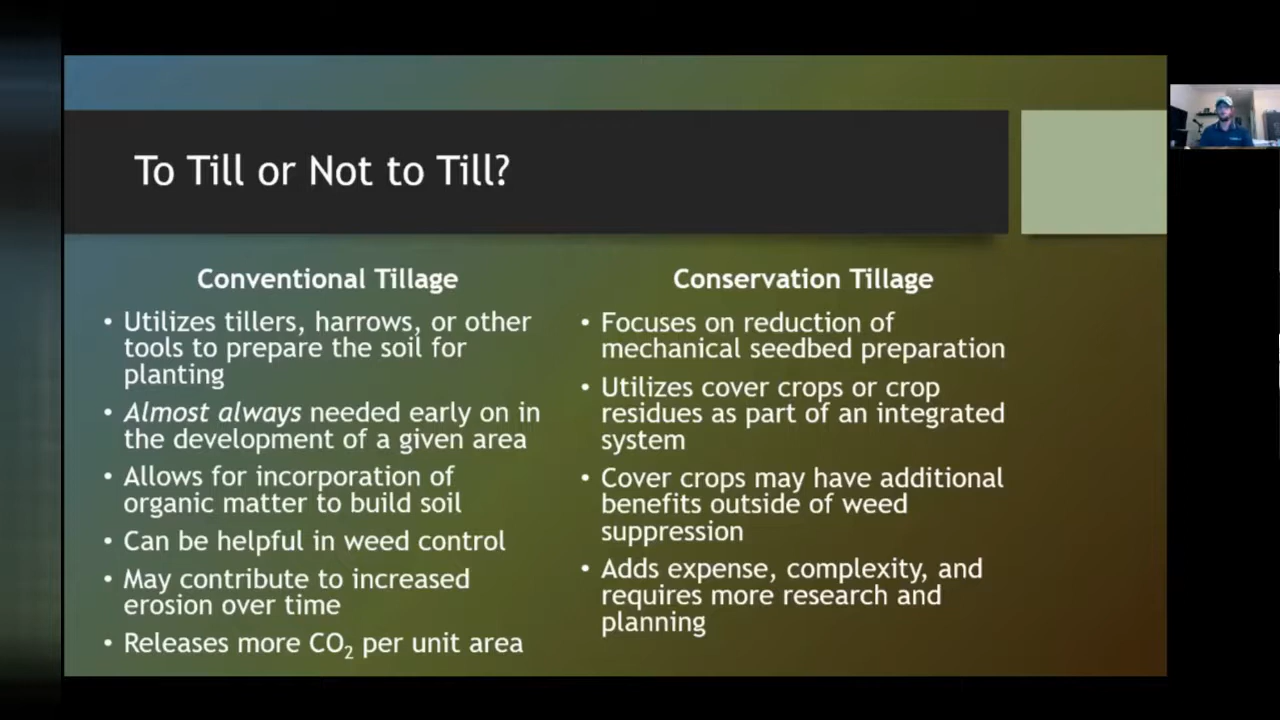 To Till or Not to Till?
Conventional Tillage
• Utilizes tillers, harrows, or other
tools to prepare the soil for
planting
• Almost always needed early on in
the development of a given area
• Allows for incorporation of
organic matter to build soil
• Can be helpful in weed control
• May contribute to increased
erosion over time
• Releases more CO₂ per unit area
Conservation Tillage
• Focuses on reduction of
mechanical seedbed preparation
• Utilizes cover crops or crop
residues as part of an integrated
system
• Cover crops may have additional
benefits outside of weed
suppression
• Adds expense, complexity, and
requires more research and
planning